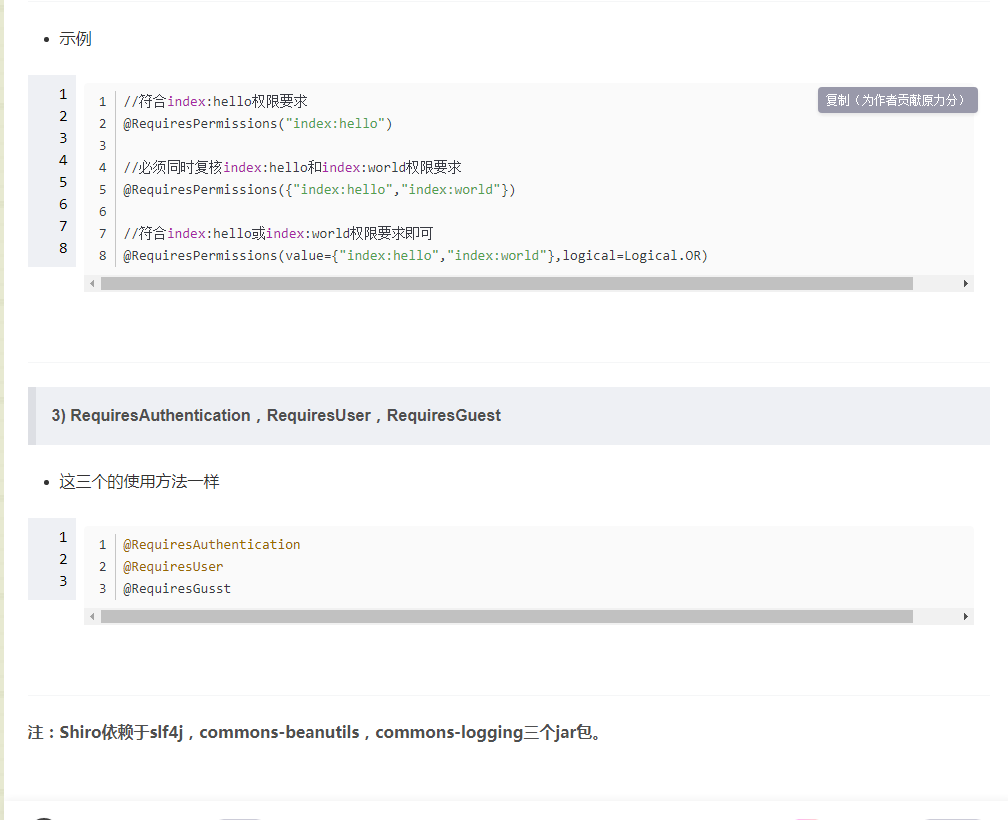 示例
1
2
3
4
5
6
7
8
复制（为作者贡献原力分）
1 //符合index:hello权限要求
2 @RequiresPermissions("index:hello")
3
4 //必须同时复核index:hello和index:world权限要求
5 @RequiresPermissions({"index:hello","index:world"})
6
7 //符合index:hello或index:world权限要求即可
8 @RequiresPermissions(value={"index:hello","index:world"},logical=Logical.OR)
3) RequiresAuthentication，RequiresUser，RequiresGuest
这三个的使用方法一样
1
2
3
1 @RequiresAuthentication
2 @RequiresUser
3 @RequiresGusst
注：Shiro依赖于slf4j，commons-beanutils，commons-logging三个jar包。